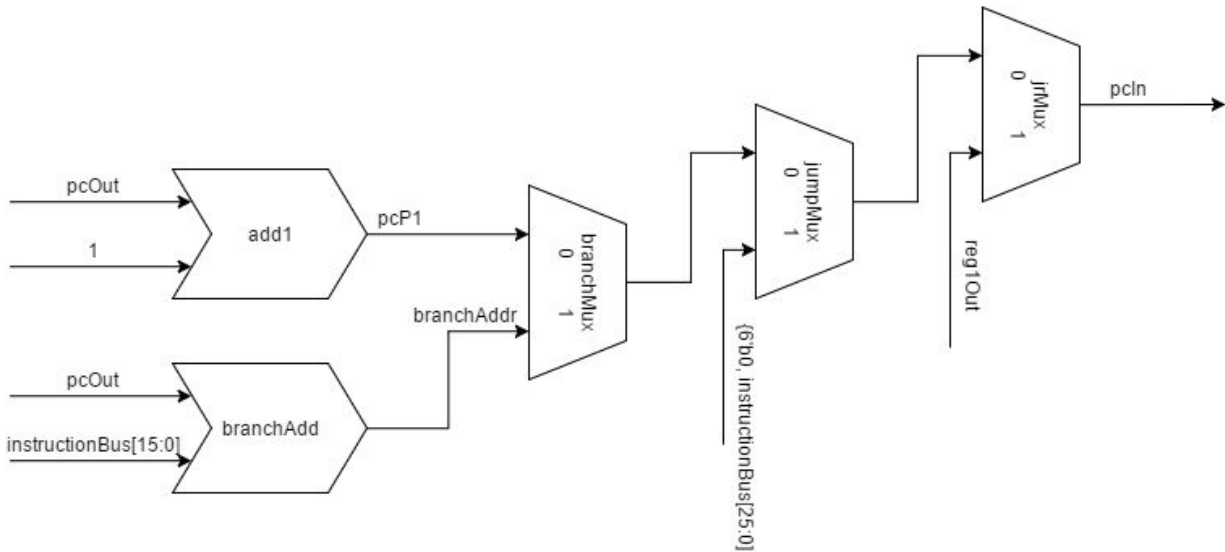 pcOut
1
add1
pcP1
pcOut
instructionBus[15:0]
branchAdd
branchAddr
branchMux
0 1
{6'b0, instructionBus[25:0]
jumpMux
0 1
reg1Out
jrMux
0 1
pcIn